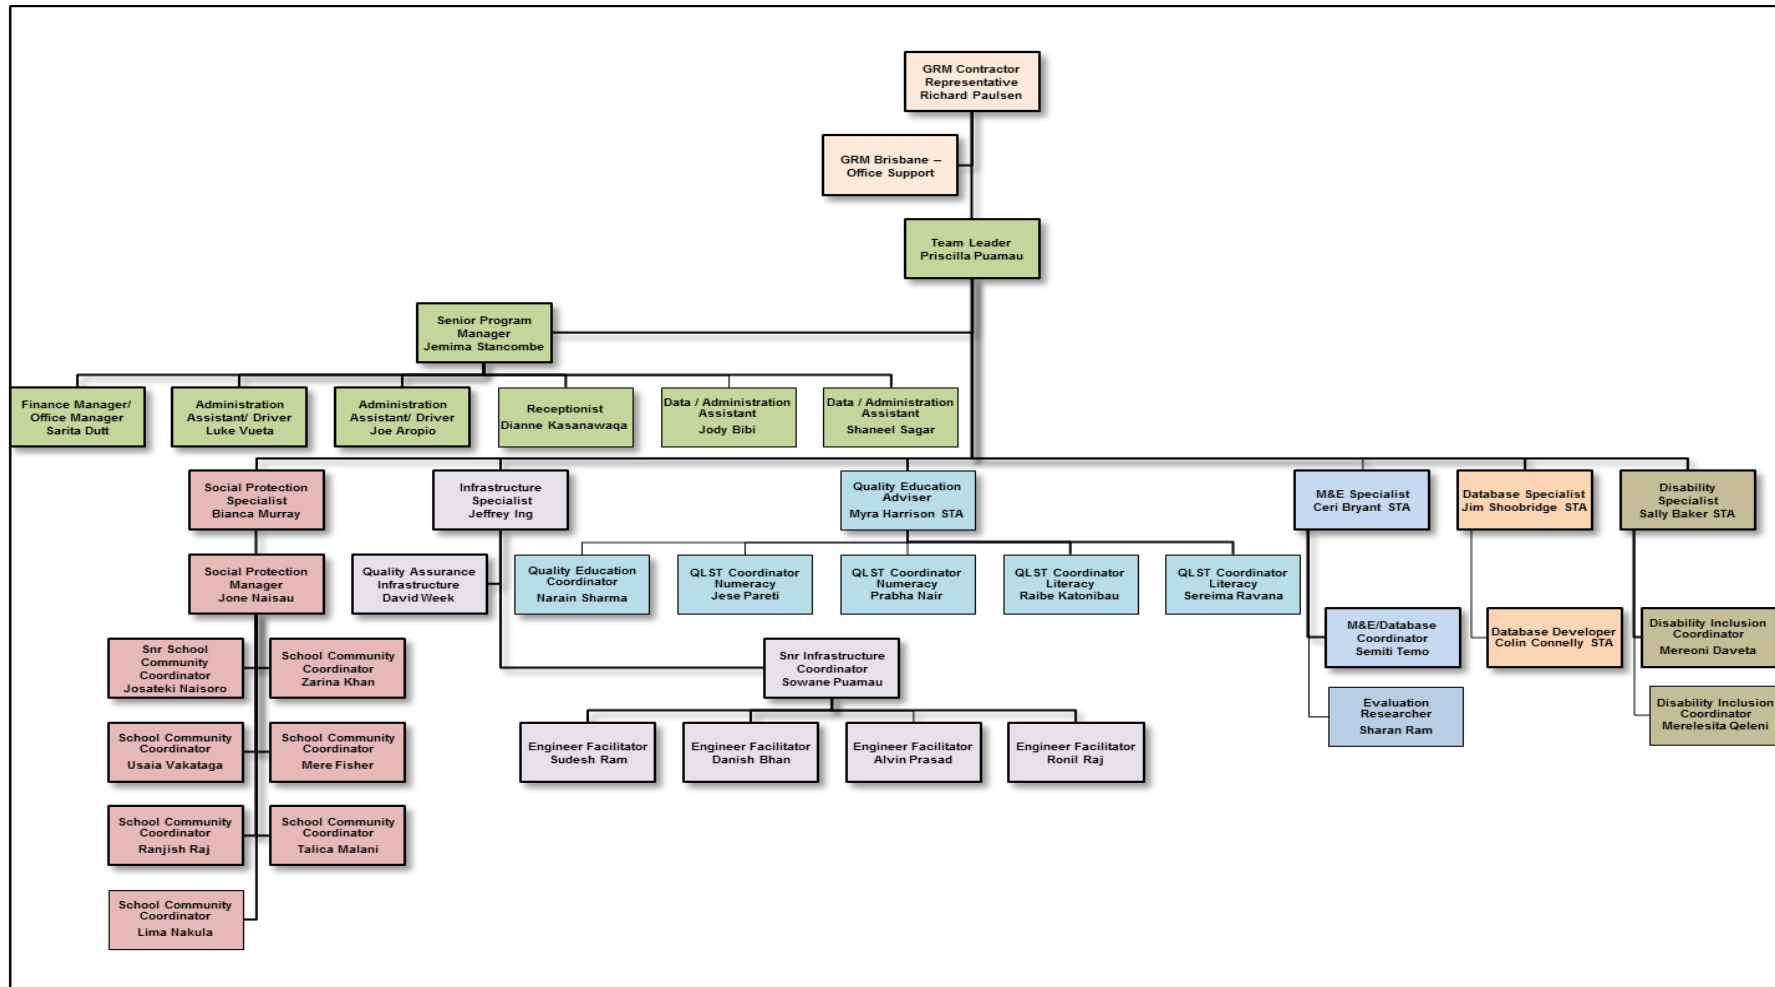 GRM Contractor
Representative
Richard Paulsen
GRM Brisbane –
Office Support
Team Leader
Priscilla Puamau
Senior Program
Manager
Jemima Stancombe
Finance Manager/
Office Manager
Sarita Dutt
Administration
Assistant/ Driver
Luke Vueta
Administration
Assistant/ Driver
Joe Aropio
Receptionist
Dianne Kasanawaqa
Data / Administration
Assistant
Jody Bibi
Data / Administration
Assistant
Shaneel Sagar
Social Protection
Specialist
Bianca Murray
Infrastructure
Specialist
Jeffrey Ing
Quality Education
Adviser
Myra Harrison STA
M&E Specialist
Ceri Bryant STA
Database Specialist
Jim Shoobridge STA
Disability
Specialist
Sally Baker STA
Social Protection
Manager
Jone Naisau
Quality Assurance
Infrastructure
David Week
Quality Education
Coordinator
Narain Sharma
QLST Coordinator
Numeracy
Jese Pareti
QLST Coordinator
Numeracy
Prabha Nair
QLST Coordinator
Literacy
Raibe Katonibau
QLST Coordinator
Literacy
Sereima Ravana
Snr School
Community
Coordinator
Josateki Naisoro
School Community
Coordinator
Zarina Khan
Snr Infrastructure
Coordinator
Sowane Puamau
M&E/Database
Coordinator
Semiti Temo
Database Developer
Colin Connelly STA
Disability Inclusion
Coordinator
Mereoni Daveta
School Community
Coordinator
Usaia Vakataga
School Community
Coordinator
Mere Fisher
Engineer Facilitator
Sudesh Ram
Engineer Facilitator
Danish Bhan
Engineer Facilitator
Alvin Prasad
Engineer Facilitator
Ronil Raj
Evaluation
Researcher
Sharan Ram
Disability Inclusion
Coordinator
Merelesita Qeleni
School Community
Coordinator
Ranjish Raj
School Community
Coordinator
Talica Malani
School Community
Coordinator
Lima Nakula